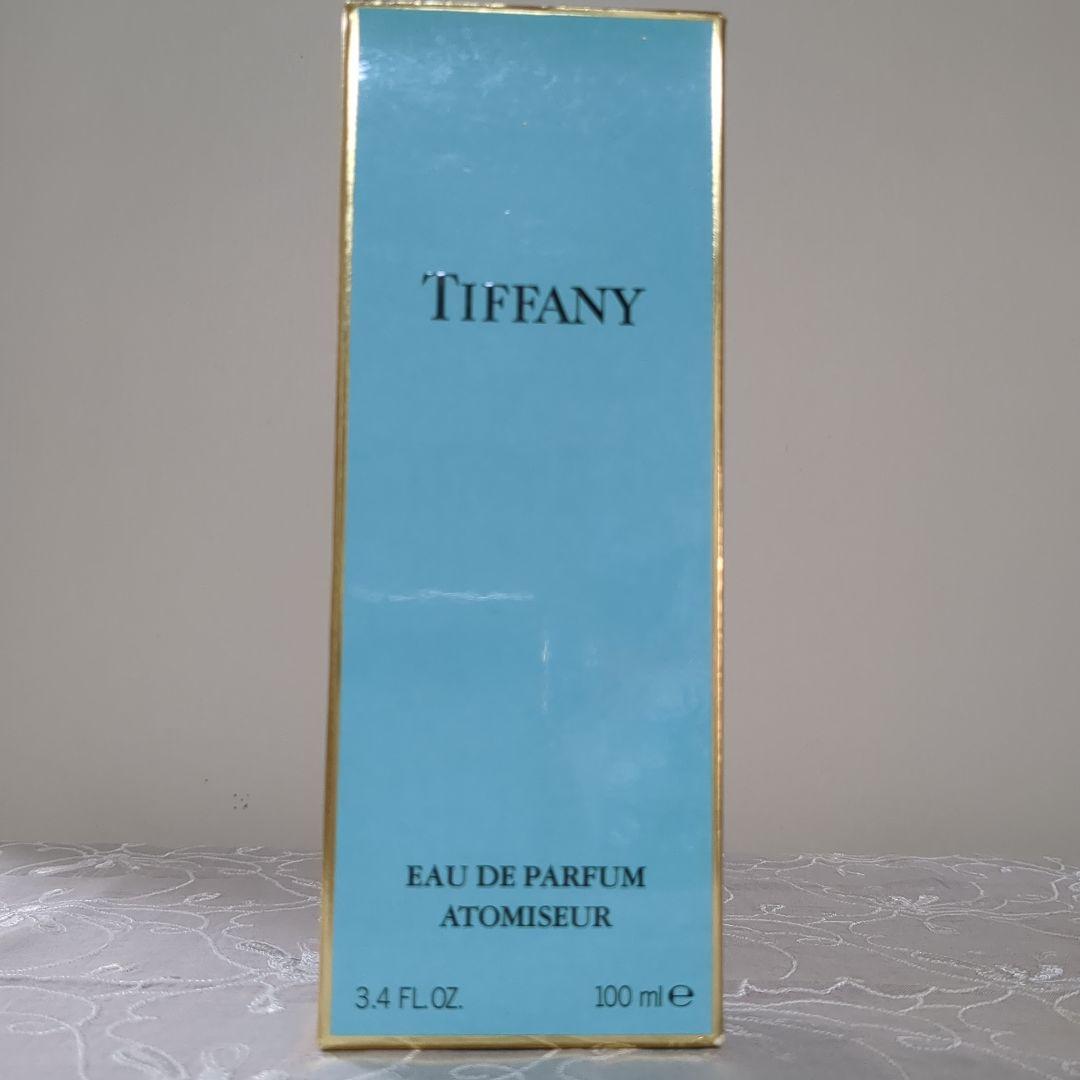 TIFFANY
EAU DE PARFUM
ATOMISEUR
3.4 FL.OZ. 100 ml ℮